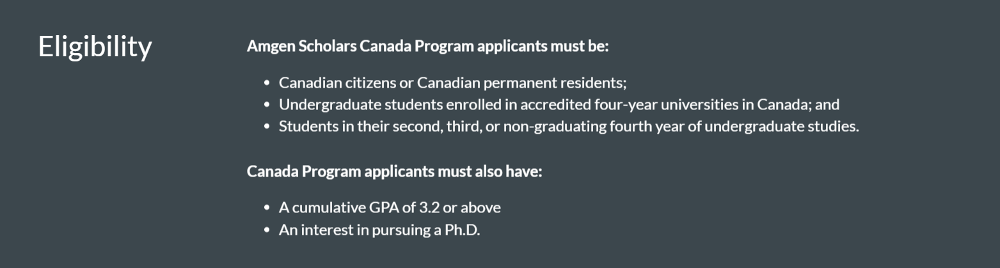 Eligibility
Amgen Scholars Canada Program applicants must be:
• Canadian citizens or Canadian permanent residents;
• Undergraduate students enrolled in accredited four-year universities in Canada; and
• Students in their second, third, or non-graduating fourth year of undergraduate studies.
Canada Program applicants must also have:
• A cumulative GPA of 3.2 or above
• An interest in pursuing a Ph.D.